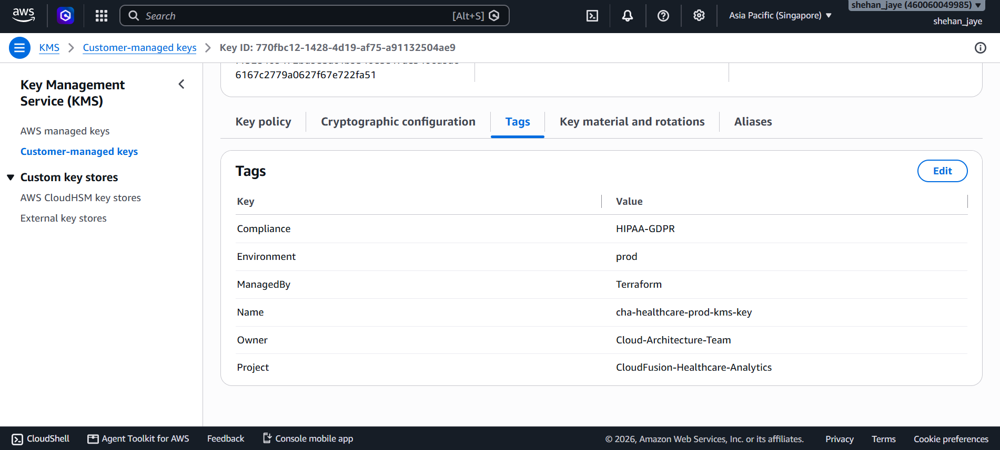 aws
Search
[Alt+S]
Asia Pacific (Singapore)
shehan_jaye (460060049985)
shehan_jaye
KMS
Customer-managed keys
Key ID: 770fbc12-1428-4d19-af75-a91132504ae9
Key Management
Service (KMS)
AWS managed keys
Customer-managed keys
Custom key stores
AWS CloudHSM key stores
External key stores
6167c2779a0627f67e722fa51
Key policy
Cryptographic configuration
Tags
Key material and rotations
Aliases
Tags
Edit
Key Value
Compliance HIPAA-GDPR
Environment prod
ManagedBy Terraform
Name cha-healthcare-prod-kms-key
Owner Cloud-Architecture-Team
Project CloudFusion-Healthcare-Analytics
CloudShell
Agent Toolkit for AWS
Feedback
Console mobile app
© 2026, Amazon Web Services, Inc. or its affiliates.
Privacy
Terms
Cookie preferences